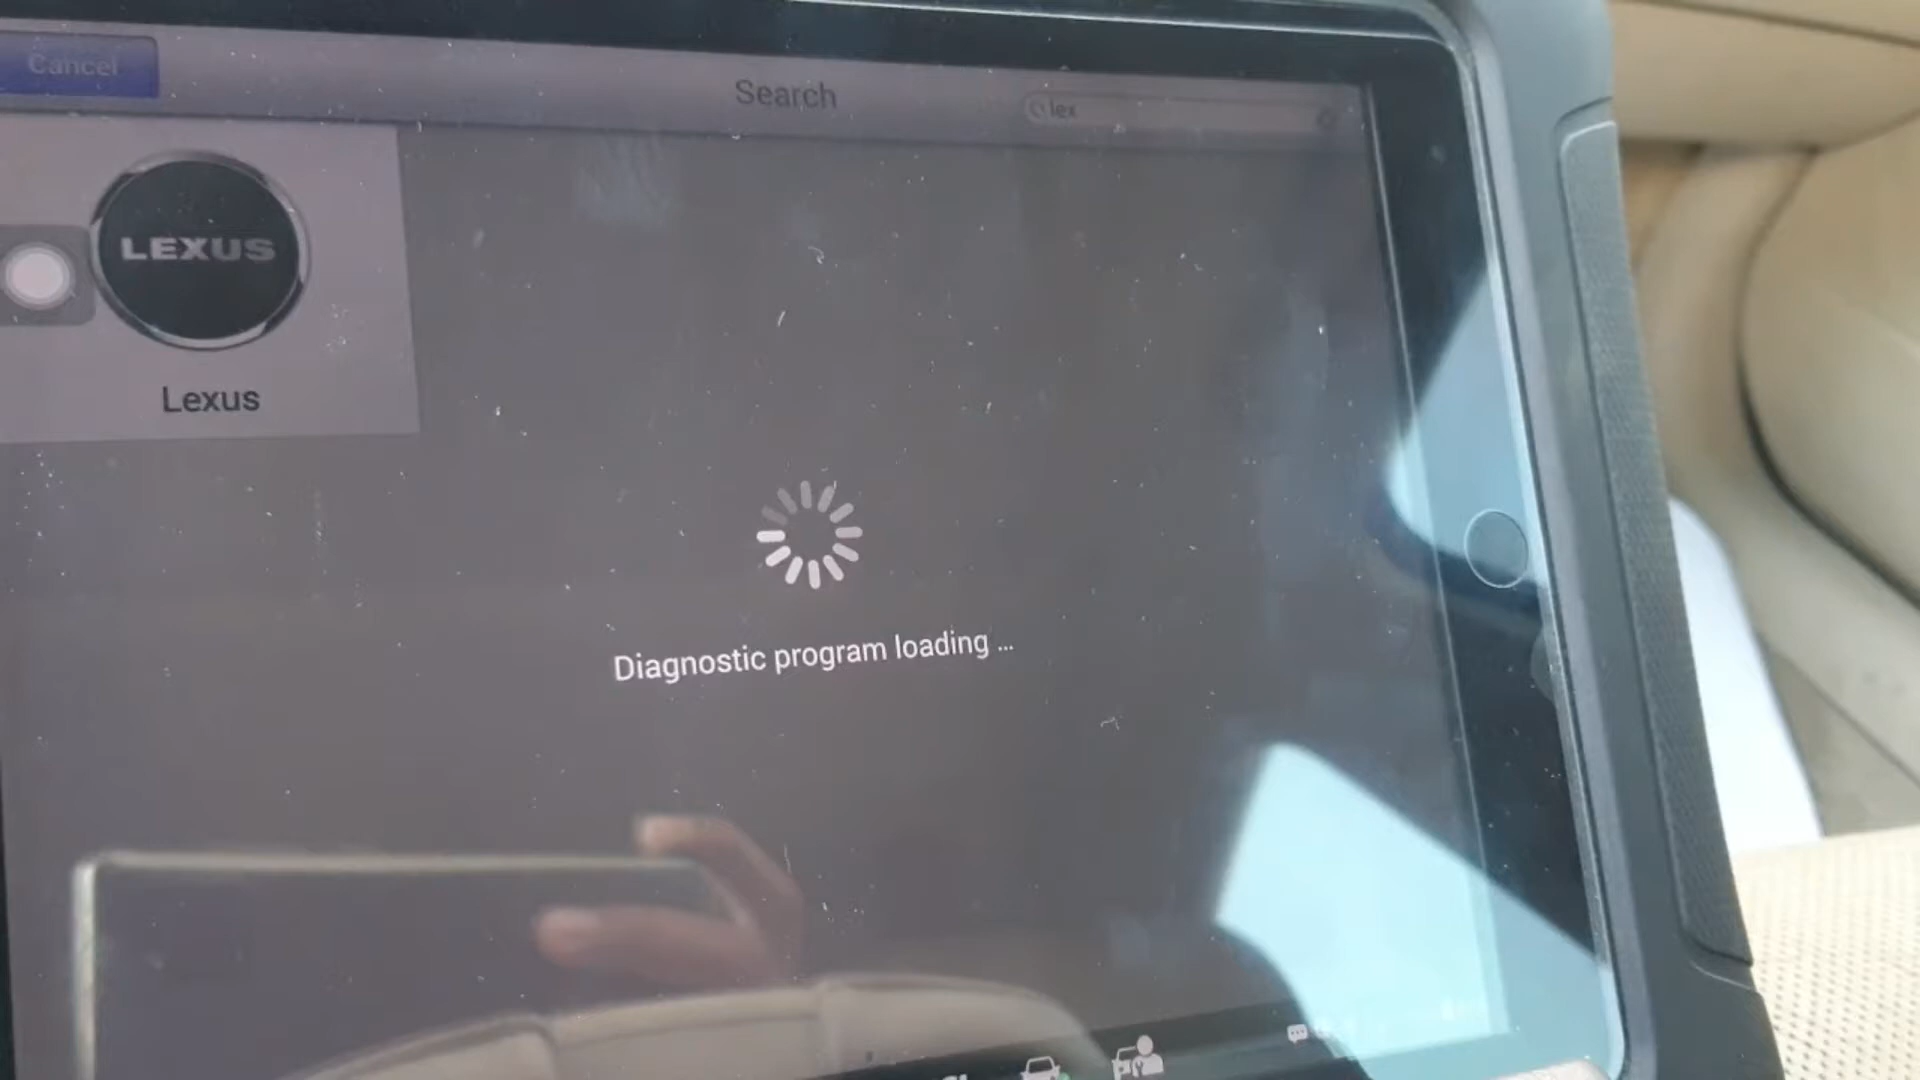 Cancel
Search
lex
LEXUS
Lexus
Diagnostic program loading ...